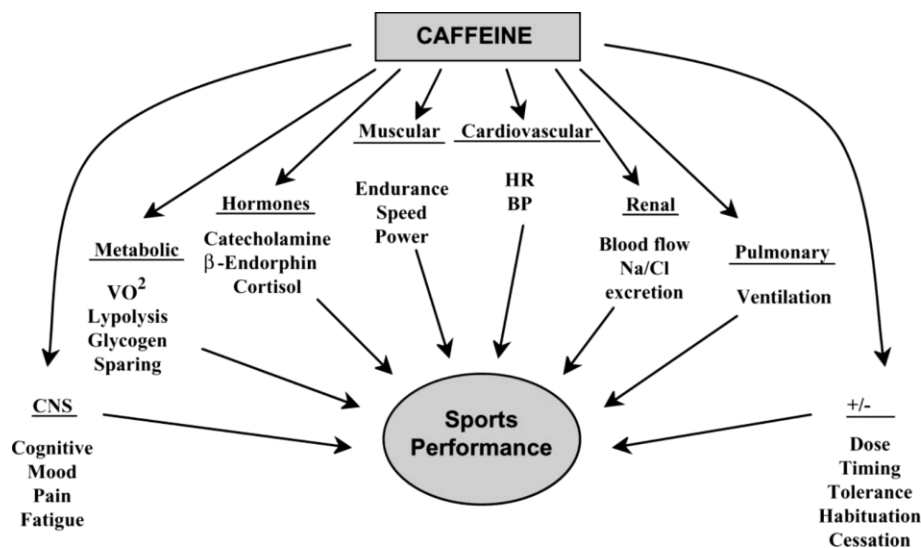 CAFFEINE
CNS
Cognitive
Mood
Pain
Fatigue
Metabolic
VO²
Lypolysis
Glycogen
Sparing
Hormones
Catecholamine
β-Endorphin
Cortisol
Muscular
Endurance
Speed
Power
Cardiovascular
HR
BP
Renal
Blood flow
Na/Cl
excretion
Pulmonary
Ventilation
+/-
Dose
Timing
Tolerance
Habituation
Cessation
Sports
Performance